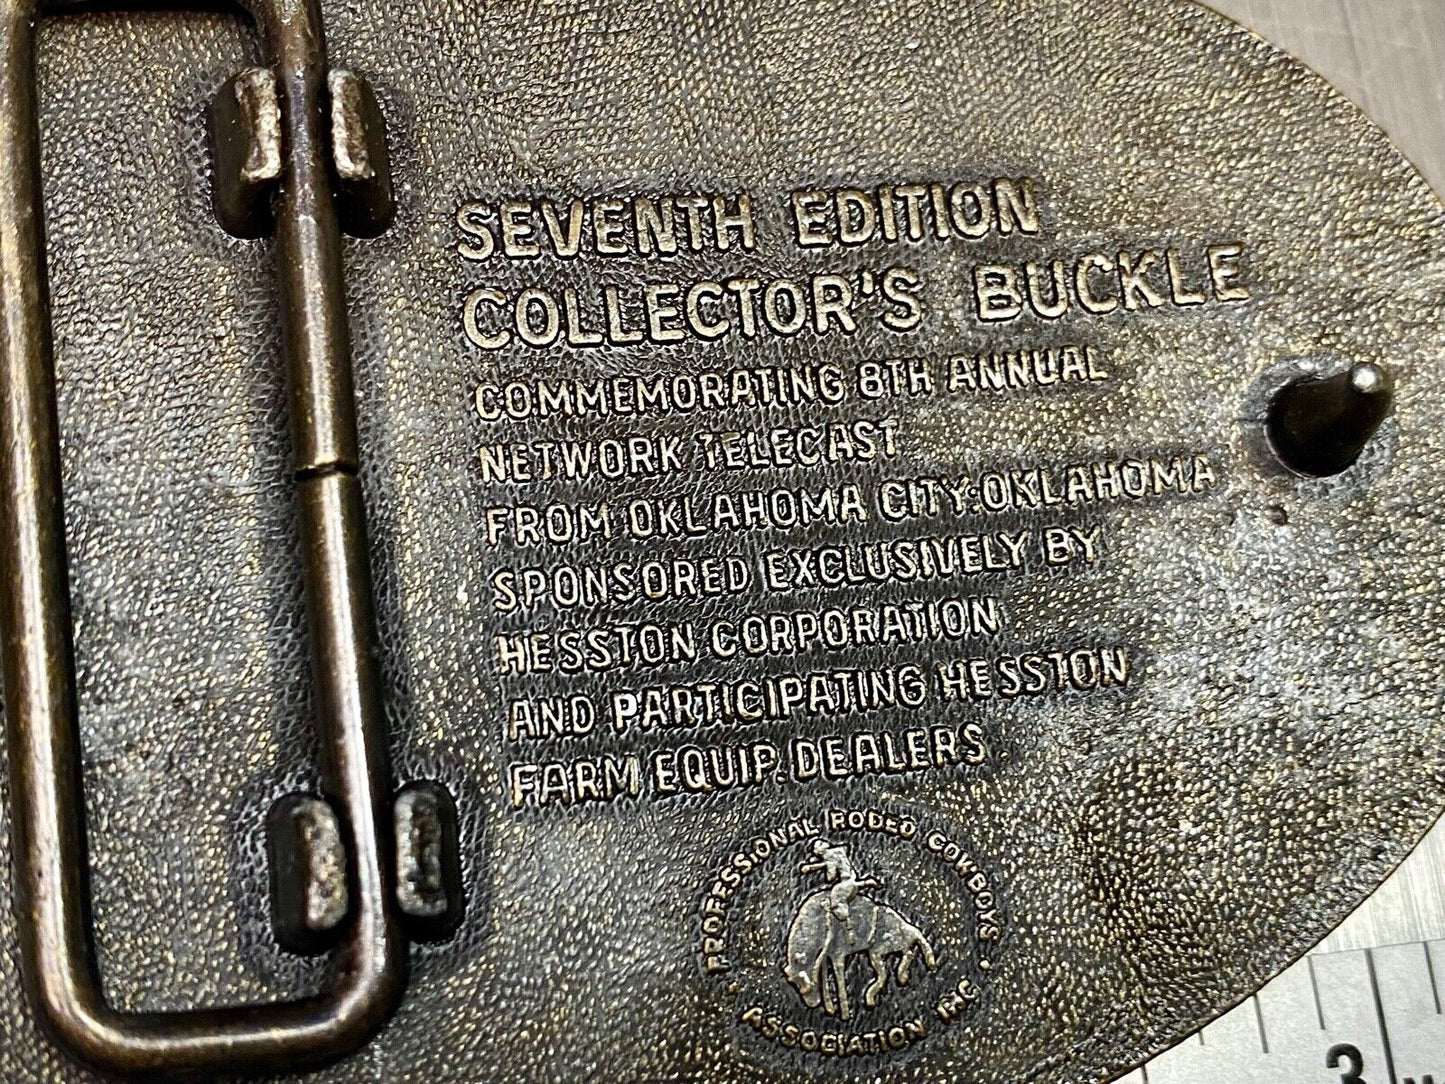 SEVENTH EDITION
COLLECTOR'S BUCKLE
COMMEMORATING 8TH ANNUAL
NETWORK TELECAST
FROM OKLAHOMA CITY·OKLAHOMA
SPONSORED EXCLUSIVELY BY
HESSTON CORPORATION
AND PARTICIPATING HESSTON
FARM EQUIP. DEALERS
PROFESSIONAL RODEO COWBOYS
· ASSOCIATION INC. ·
3